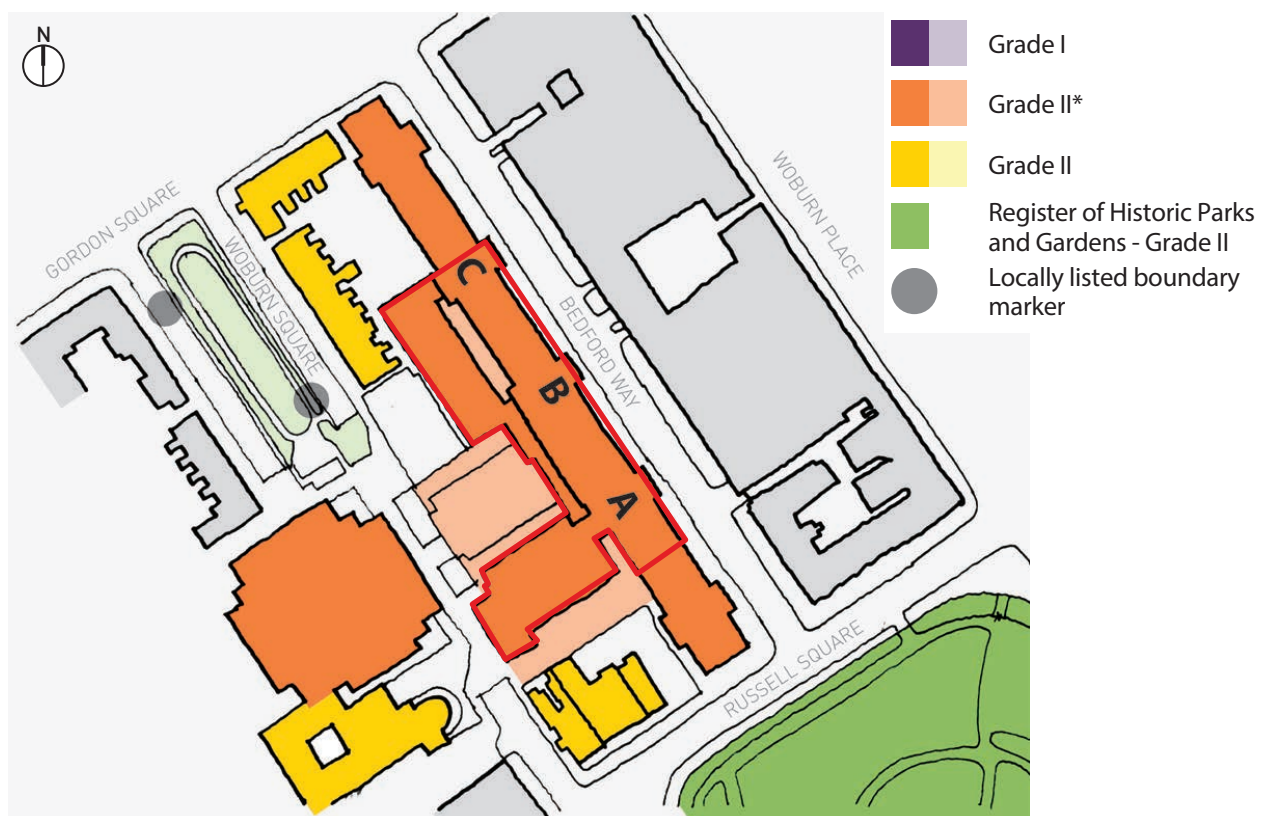 N
GORDON SQUARE
WOBURN SQUARE
BEDFORD WAY
WOBURN PLACE
RUSSELL SQUARE
C
B
A
Grade I
Grade II*
Grade II
Register of Historic Parks
and Gardens - Grade II
Locally listed boundary
marker